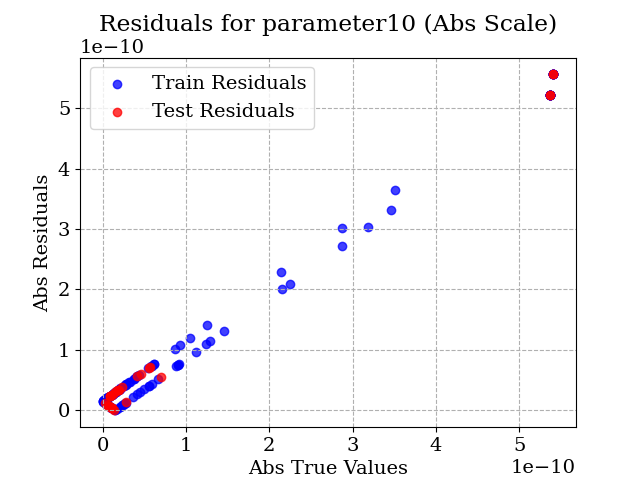 Residuals for parameter10 (Abs Scale)
1e−10
Train Residuals
Test Residuals
Abs Residuals
5
4
3
2
1
0
0
1
2
3
4
5
Abs True Values
1e−10